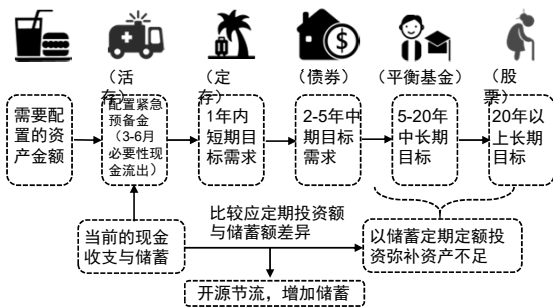 （活存）
（定存）
（债券）
（平衡基金）
（股票）
需要配
置的资
产金额
配置紧急
预备金
（3-6月
必要性现
金流出）
1年内
短期目
标需求
2-5年中
期目标
需求
5-20年
中长期
目标
20年以
上长期
目标
当前的现金
收支与储蓄
比较应定期投资额
与储蓄额差异
以储蓄定期定额投
资弥补资产不足
开源节流，增加储蓄